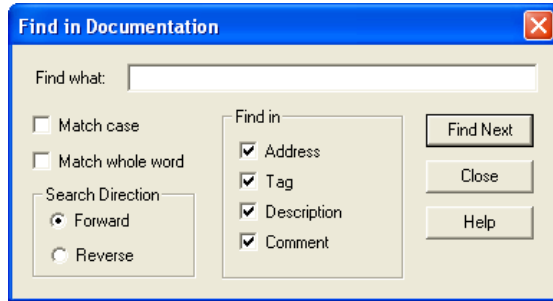 Find in Documentation
Find what:
Match case
Match whole word
Search Direction
Forward
Reverse
Find in
Address
Tag
Description
Comment
Find Next
Close
Help